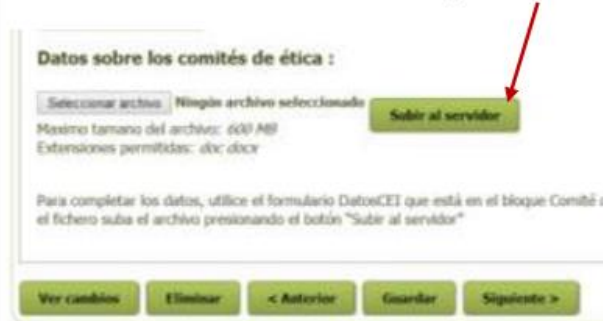 Datos sobre los comités de ética :
Seleccionar archivo Ningún archivo seleccionado Subir al servidor
Maximo tamano del archivo: 600 MB
Extensiones permitidas: doc docx
Para completar los datos, utilice el formulario DatosCEI que está en el bloque Comité
el fichero suba el archivo presionando el botón "Subir al servidor"
Ver cambios Eliminar < Anterior Guardar Siguiente >